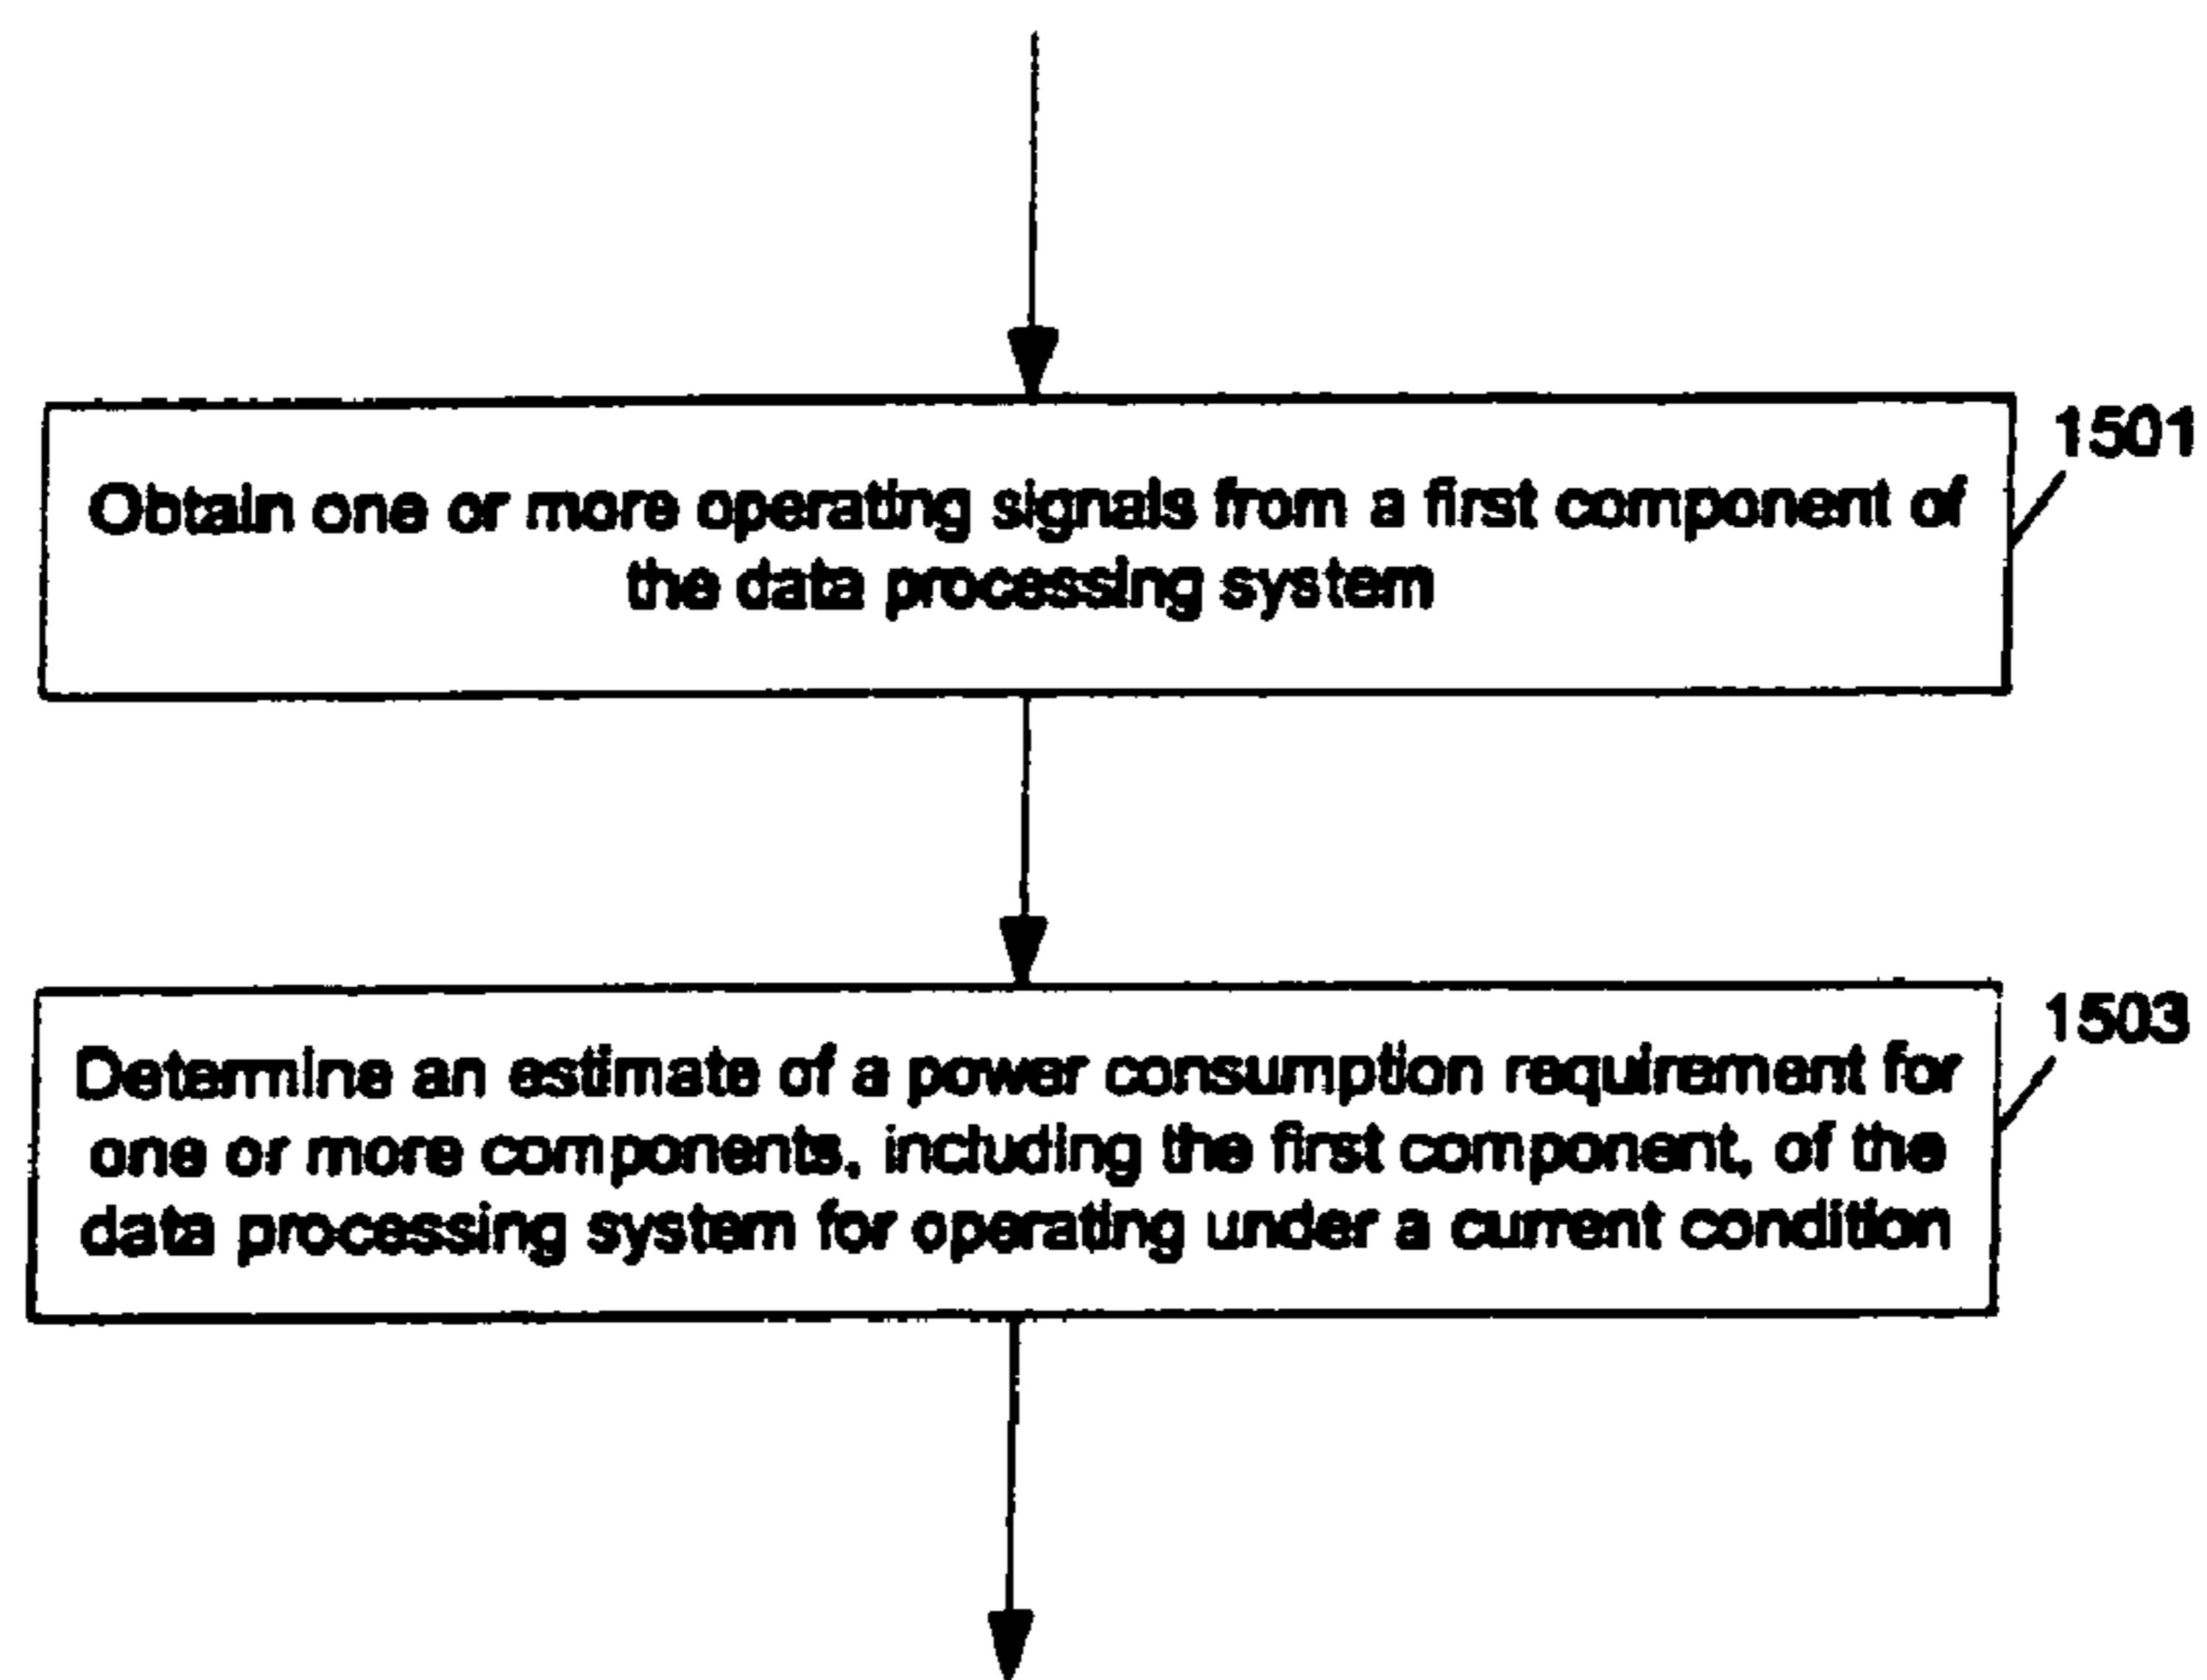 1501
Obtain one or more operating signals from a first component of
the data processing system
1503
Determine an estimate of a power consumption requirement for
one or more components, including the first component, of the
data processing system for operating under a current condition